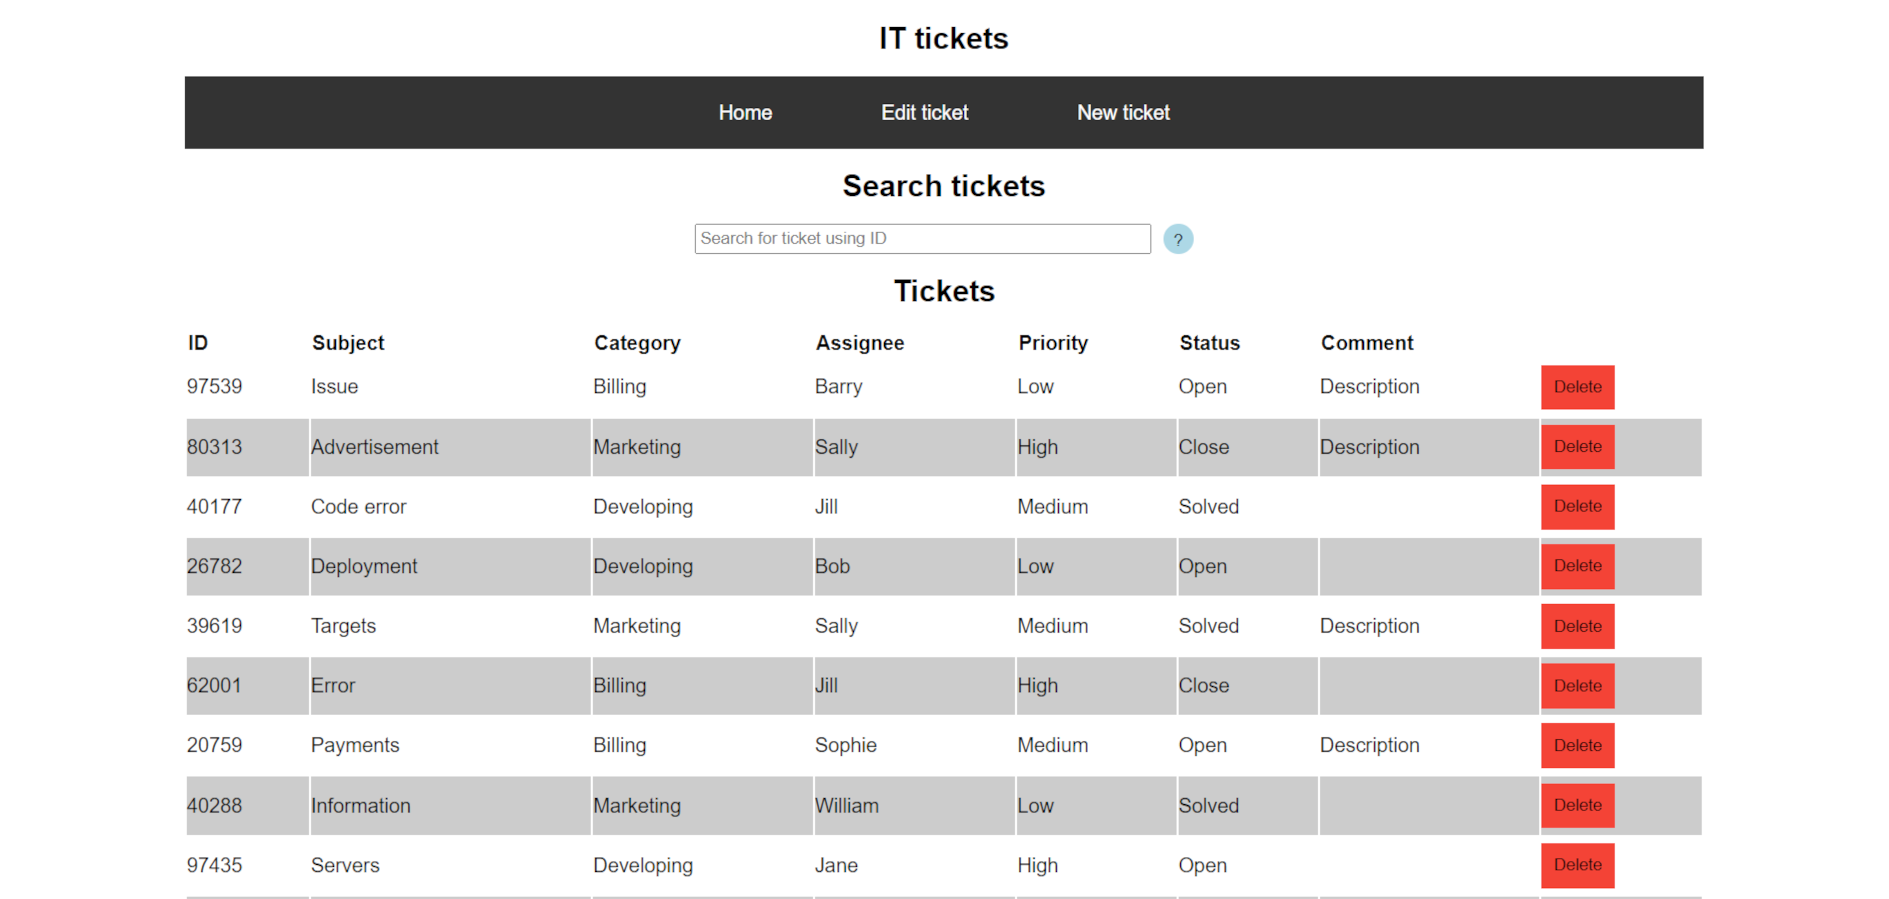 IT tickets
Home Edit ticket New ticket
Search tickets
Search for ticket using ID ?
Tickets
ID Subject Category Assignee Priority Status Comment
97539 Issue Billing Barry Low Open Description Delete
80313 Advertisement Marketing Sally High Close Description Delete
40177 Code error Developing Jill Medium Solved Delete
26782 Deployment Developing Bob Low Open Delete
39619 Targets Marketing Sally Medium Solved Description Delete
62001 Error Billing Jill High Close Delete
20759 Payments Billing Sophie Medium Open Description Delete
40288 Information Marketing William Low Solved Delete
97435 Servers Developing Jane High Open Delete